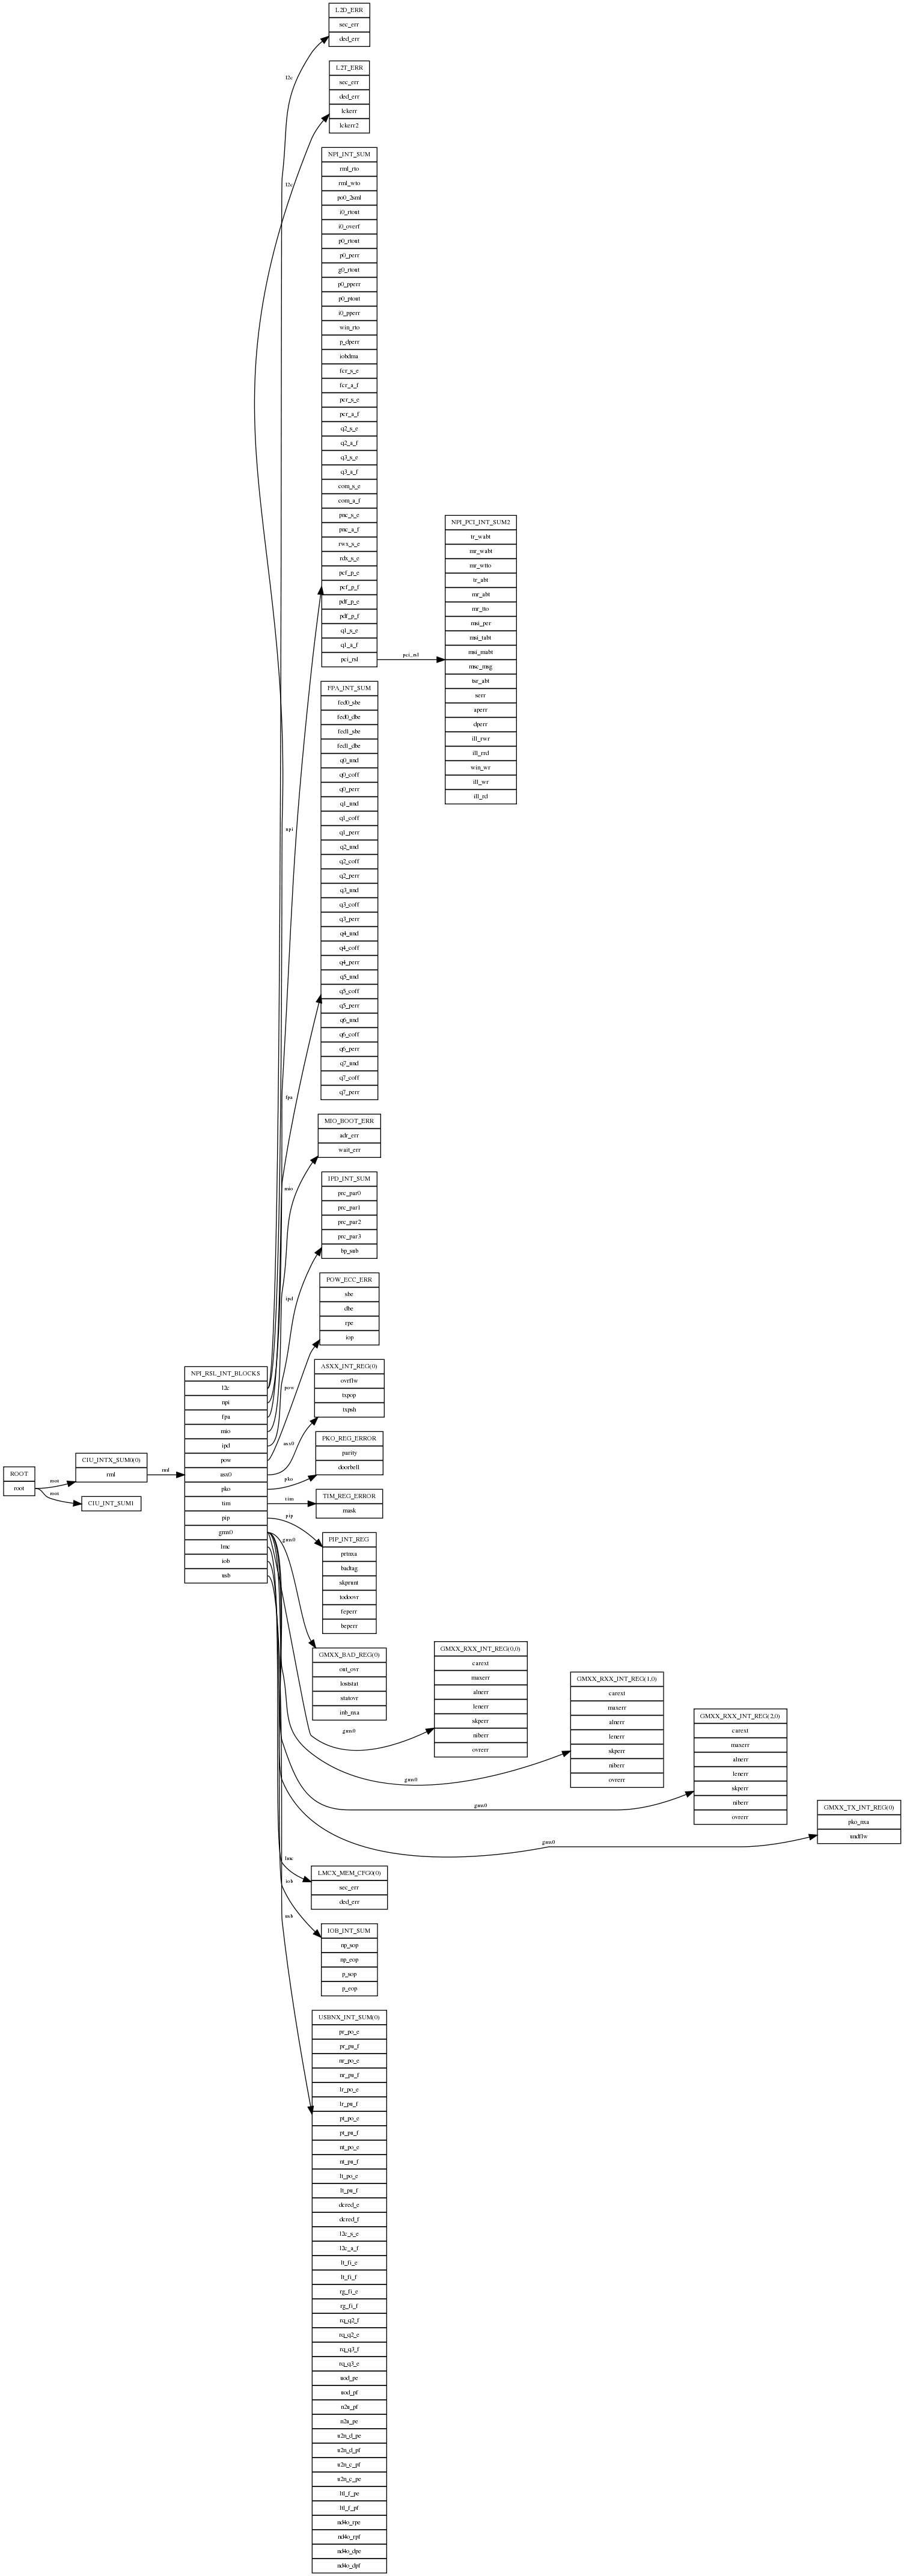 L2D_ERR
sec_err
ded_err
l2c
L2T_ERR
sec_err
ded_err
lckerr
lckerr2
l2c
NPI_INT_SUM
rml_rto
rml_wto
po0_2sml
i0_rtout
i0_overf
p0_rtout
p0_perr
g0_rtout
p0_pperr
p0_ptout
i0_pperr
win_rto
p_dperr
iobdma
fcr_s_e
fcr_a_f
pcr_s_e
pcr_a_f
q2_s_e
q2_a_f
q3_s_e
q3_a_f
com_s_e
com_a_f
pnc_s_e
pnc_a_f
rwx_s_e
rdx_s_e
pcf_p_e
pcf_p_f
pdf_p_e
pdf_p_f
q1_s_e
q1_a_f
pci_rsl
pci_rsl
NPI_PCI_INT_SUM2
tr_wabt
mr_wabt
mr_wtto
tr_abt
mr_abt
mr_tto
msi_per
msi_tabt
msi_mabt
msc_msg
tsr_abt
serr
aperr
dperr
ill_rwr
ill_rrd
win_wr
ill_wr
ill_rd
npi
FPA_INT_SUM
fed0_sbe
fed0_dbe
fed1_sbe
fed1_dbe
q0_und
q0_coff
q0_perr
q1_und
q1_coff
q1_perr
q2_und
q2_coff
q2_perr
q3_und
q3_coff
q3_perr
q4_und
q4_coff
q4_perr
q5_und
q5_coff
q5_perr
q6_und
q6_coff
q6_perr
q7_und
q7_coff
q7_perr
fpa
MIO_BOOT_ERR
adr_err
wait_err
mio
IPD_INT_SUM
prc_par0
prc_par1
prc_par2
prc_par3
bp_sub
ipd
POW_ECC_ERR
sbe
dbe
rpe
iop
pow
ASXX_INT_REG(0)
ovrflw
txpop
txpsh
asx0
PKO_REG_ERROR
parity
doorbell
pko
TIM_REG_ERROR
mask
tim
PIP_INT_REG
prtnxa
badtag
skprunt
todoovr
feperr
beperr
pip
ROOT
root
root
root
CIU_INTX_SUM0(0)
rml
CIU_INT_SUM1
rml
NPI_RSL_INT_BLOCKS
l2c
npi
fpa
mio
ipd
pow
asx0
pko
tim
pip
gmx0
lmc
iob
usb
gmx0
GMXX_BAD_REG(0)
out_ovr
loststat
statovr
inb_nxa
gmx0
GMXX_RXX_INT_REG(0,0)
carext
maxerr
alnerr
lenerr
skperr
niberr
ovrerr
gmx0
GMXX_RXX_INT_REG(1,0)
carext
maxerr
alnerr
lenerr
skperr
niberr
ovrerr
gmx0
GMXX_RXX_INT_REG(2,0)
carext
maxerr
alnerr
lenerr
skperr
niberr
ovrerr
gmx0
GMXX_TX_INT_REG(0)
pko_nxa
undflw
lmc
LMCX_MEM_CFG0(0)
sec_err
ded_err
iob
IOB_INT_SUM
np_sop
np_eop
p_sop
p_eop
usb
USBNX_INT_SUM(0)
pr_po_e
pr_pu_f
nr_po_e
nr_pu_f
lr_po_e
lr_pu_f
pt_po_e
pt_pu_f
nt_po_e
nt_pu_f
lt_po_e
lt_pu_f
dcred_e
dcred_f
l2c_s_e
l2c_a_f
lt_fi_e
lt_fi_f
rg_fi_e
rg_fi_f
rq_q2_f
rq_q2_e
rq_q3_f
rq_q3_e
uod_pe
uod_pf
n2u_pf
n2u_pe
u2n_d_pe
u2n_d_pf
u2n_c_pf
u2n_c_pe
ltl_f_pe
ltl_f_pf
nd4o_rpe
nd4o_rpf
nd4o_dpe
nd4o_dpf